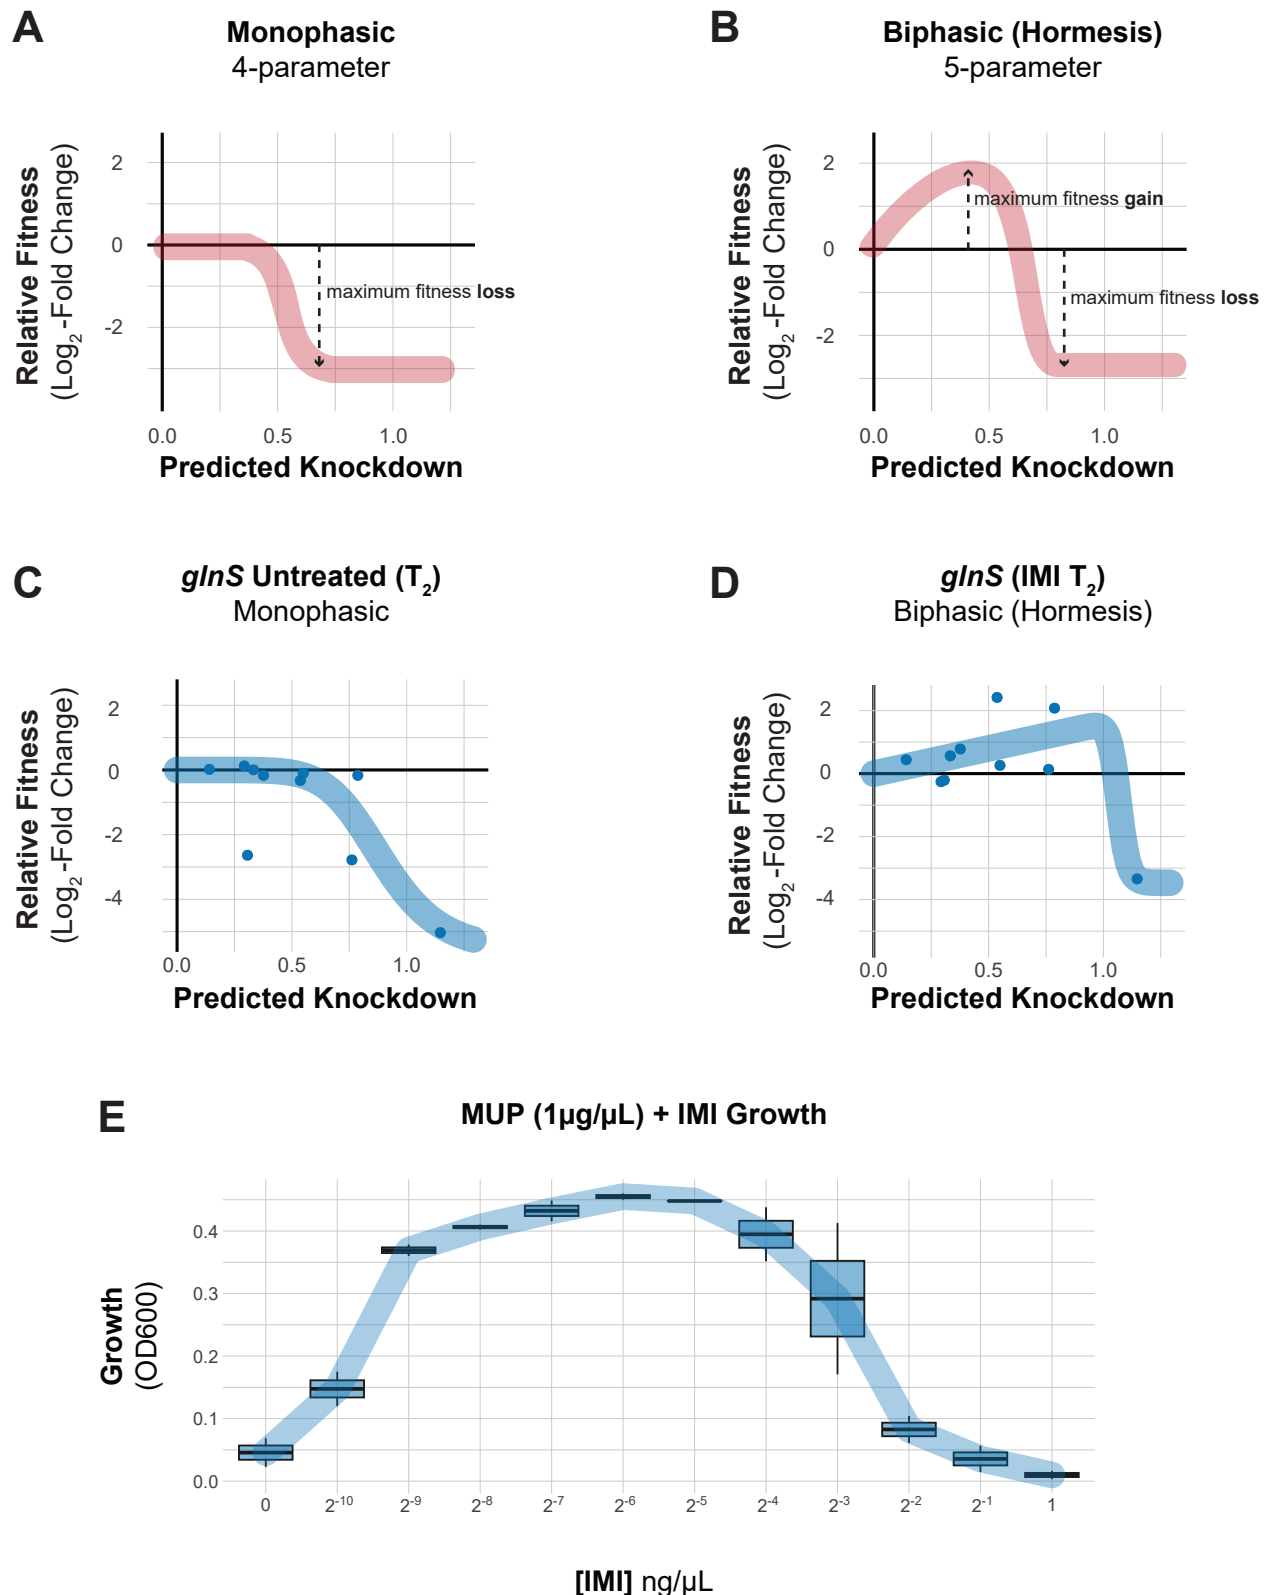 A
Monophasic
4-parameter
Relative Fitness
(Log₂-Fold Change)
2
0
-2
maximum fitness loss
0.0
0.5
1.0
Predicted Knockdown
B
Biphasic (Hormesis)
5-parameter
Relative Fitness
(Log₂-Fold Change)
2
0
-2
maximum fitness gain
maximum fitness loss
0.0
0.5
1.0
Predicted Knockdown
C
glnS Untreated (T₂)
Monophasic
Relative Fitness
(Log₂-Fold Change)
2
0
-2
-4
0.0
0.5
1.0
Predicted Knockdown
D
glnS (IMI T₂)
Biphasic (Hormesis)
Relative Fitness
(Log₂-Fold Change)
2
0
-2
-4
0.0
0.5
1.0
Predicted Knockdown
E
MUP (1µg/µL) + IMI Growth
Growth
(OD600)
0.4
0.3
0.2
0.1
0.0
0
2⁻¹⁰
2⁻⁹
2⁻⁸
2⁻⁷
2⁻⁶
2⁻⁵
2⁻⁴
2⁻³
2⁻²
2⁻¹
1
[IMI] ng/µL